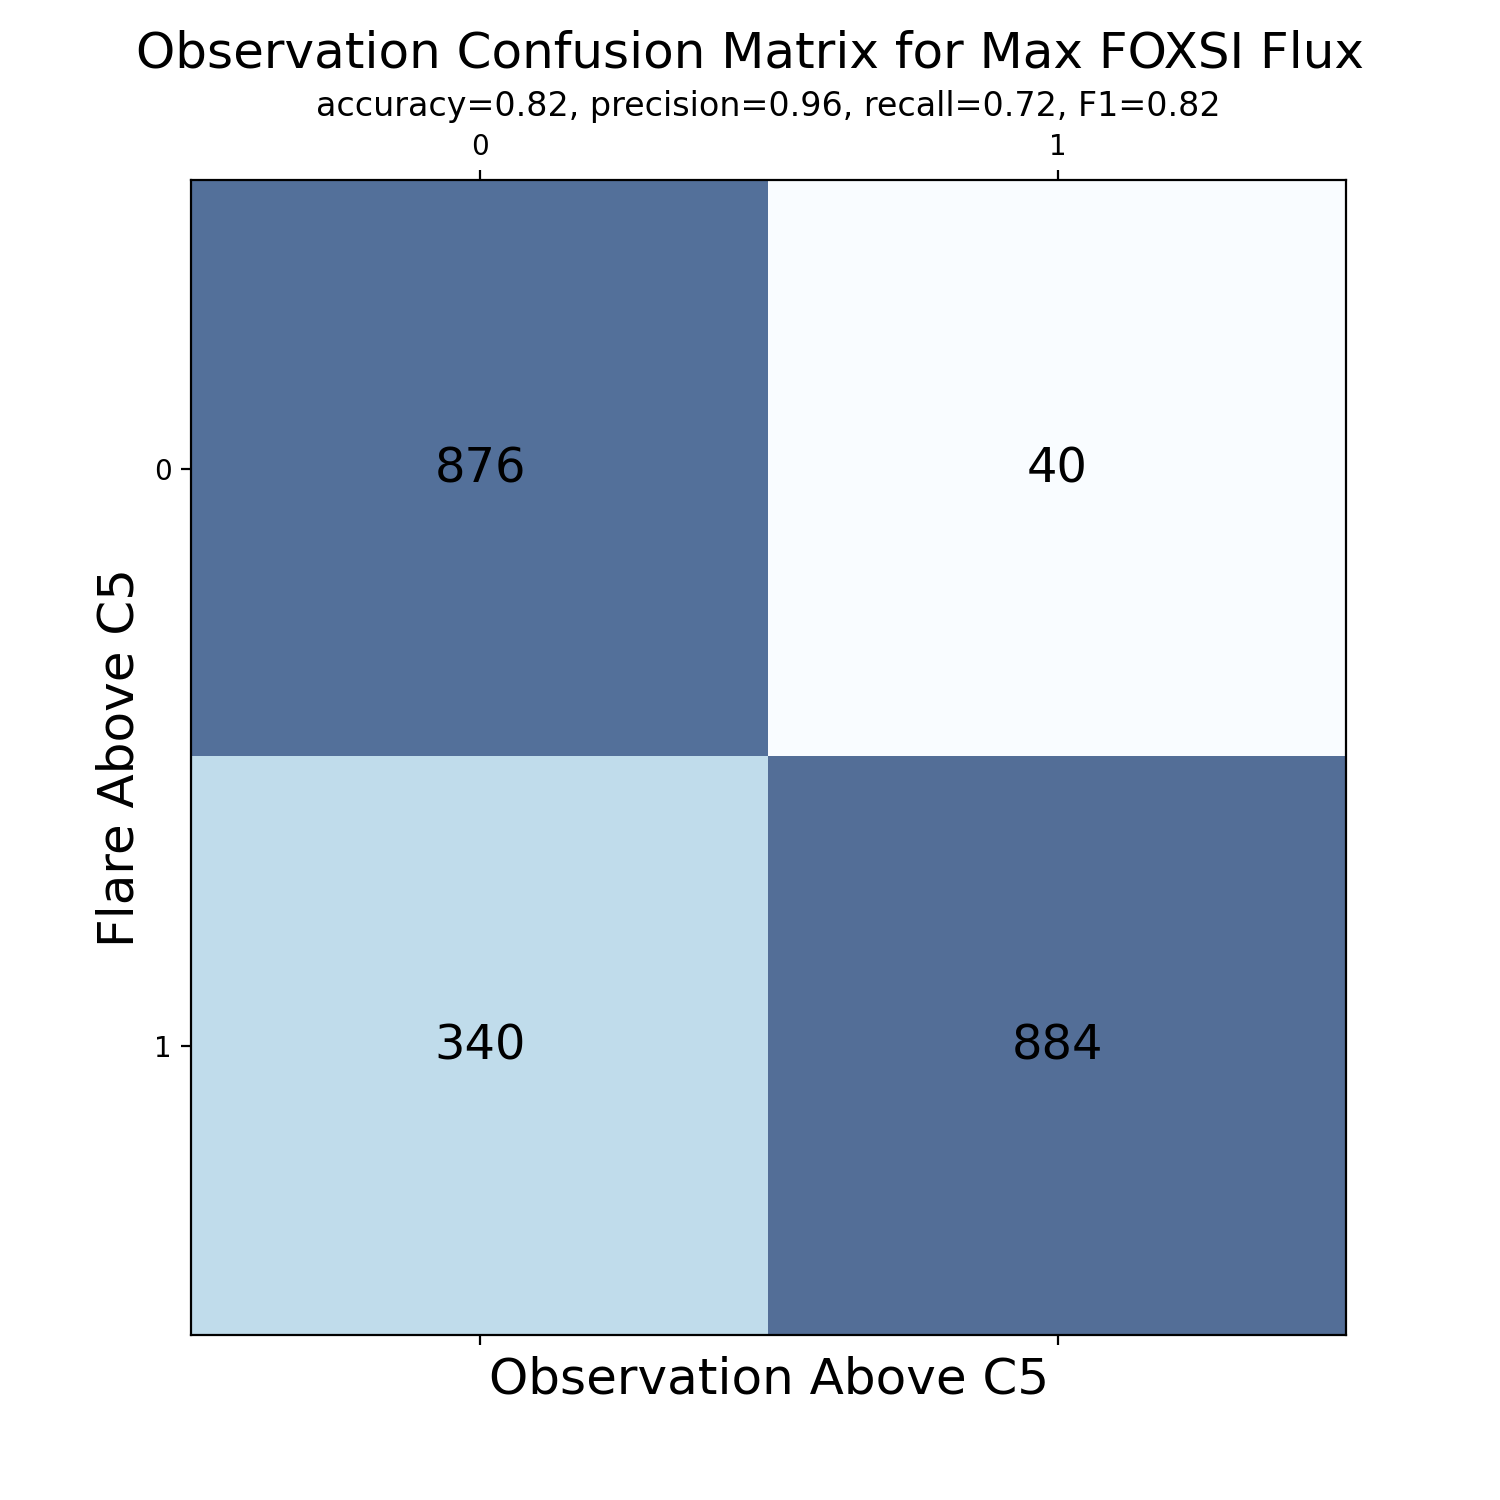 Observation Confusion Matrix for Max FOXSI Flux
accuracy=0.82, precision=0.96, recall=0.72, F1=0.82
0 1
0 876 40
Flare Above C5
1 340 884
Observation Above C5